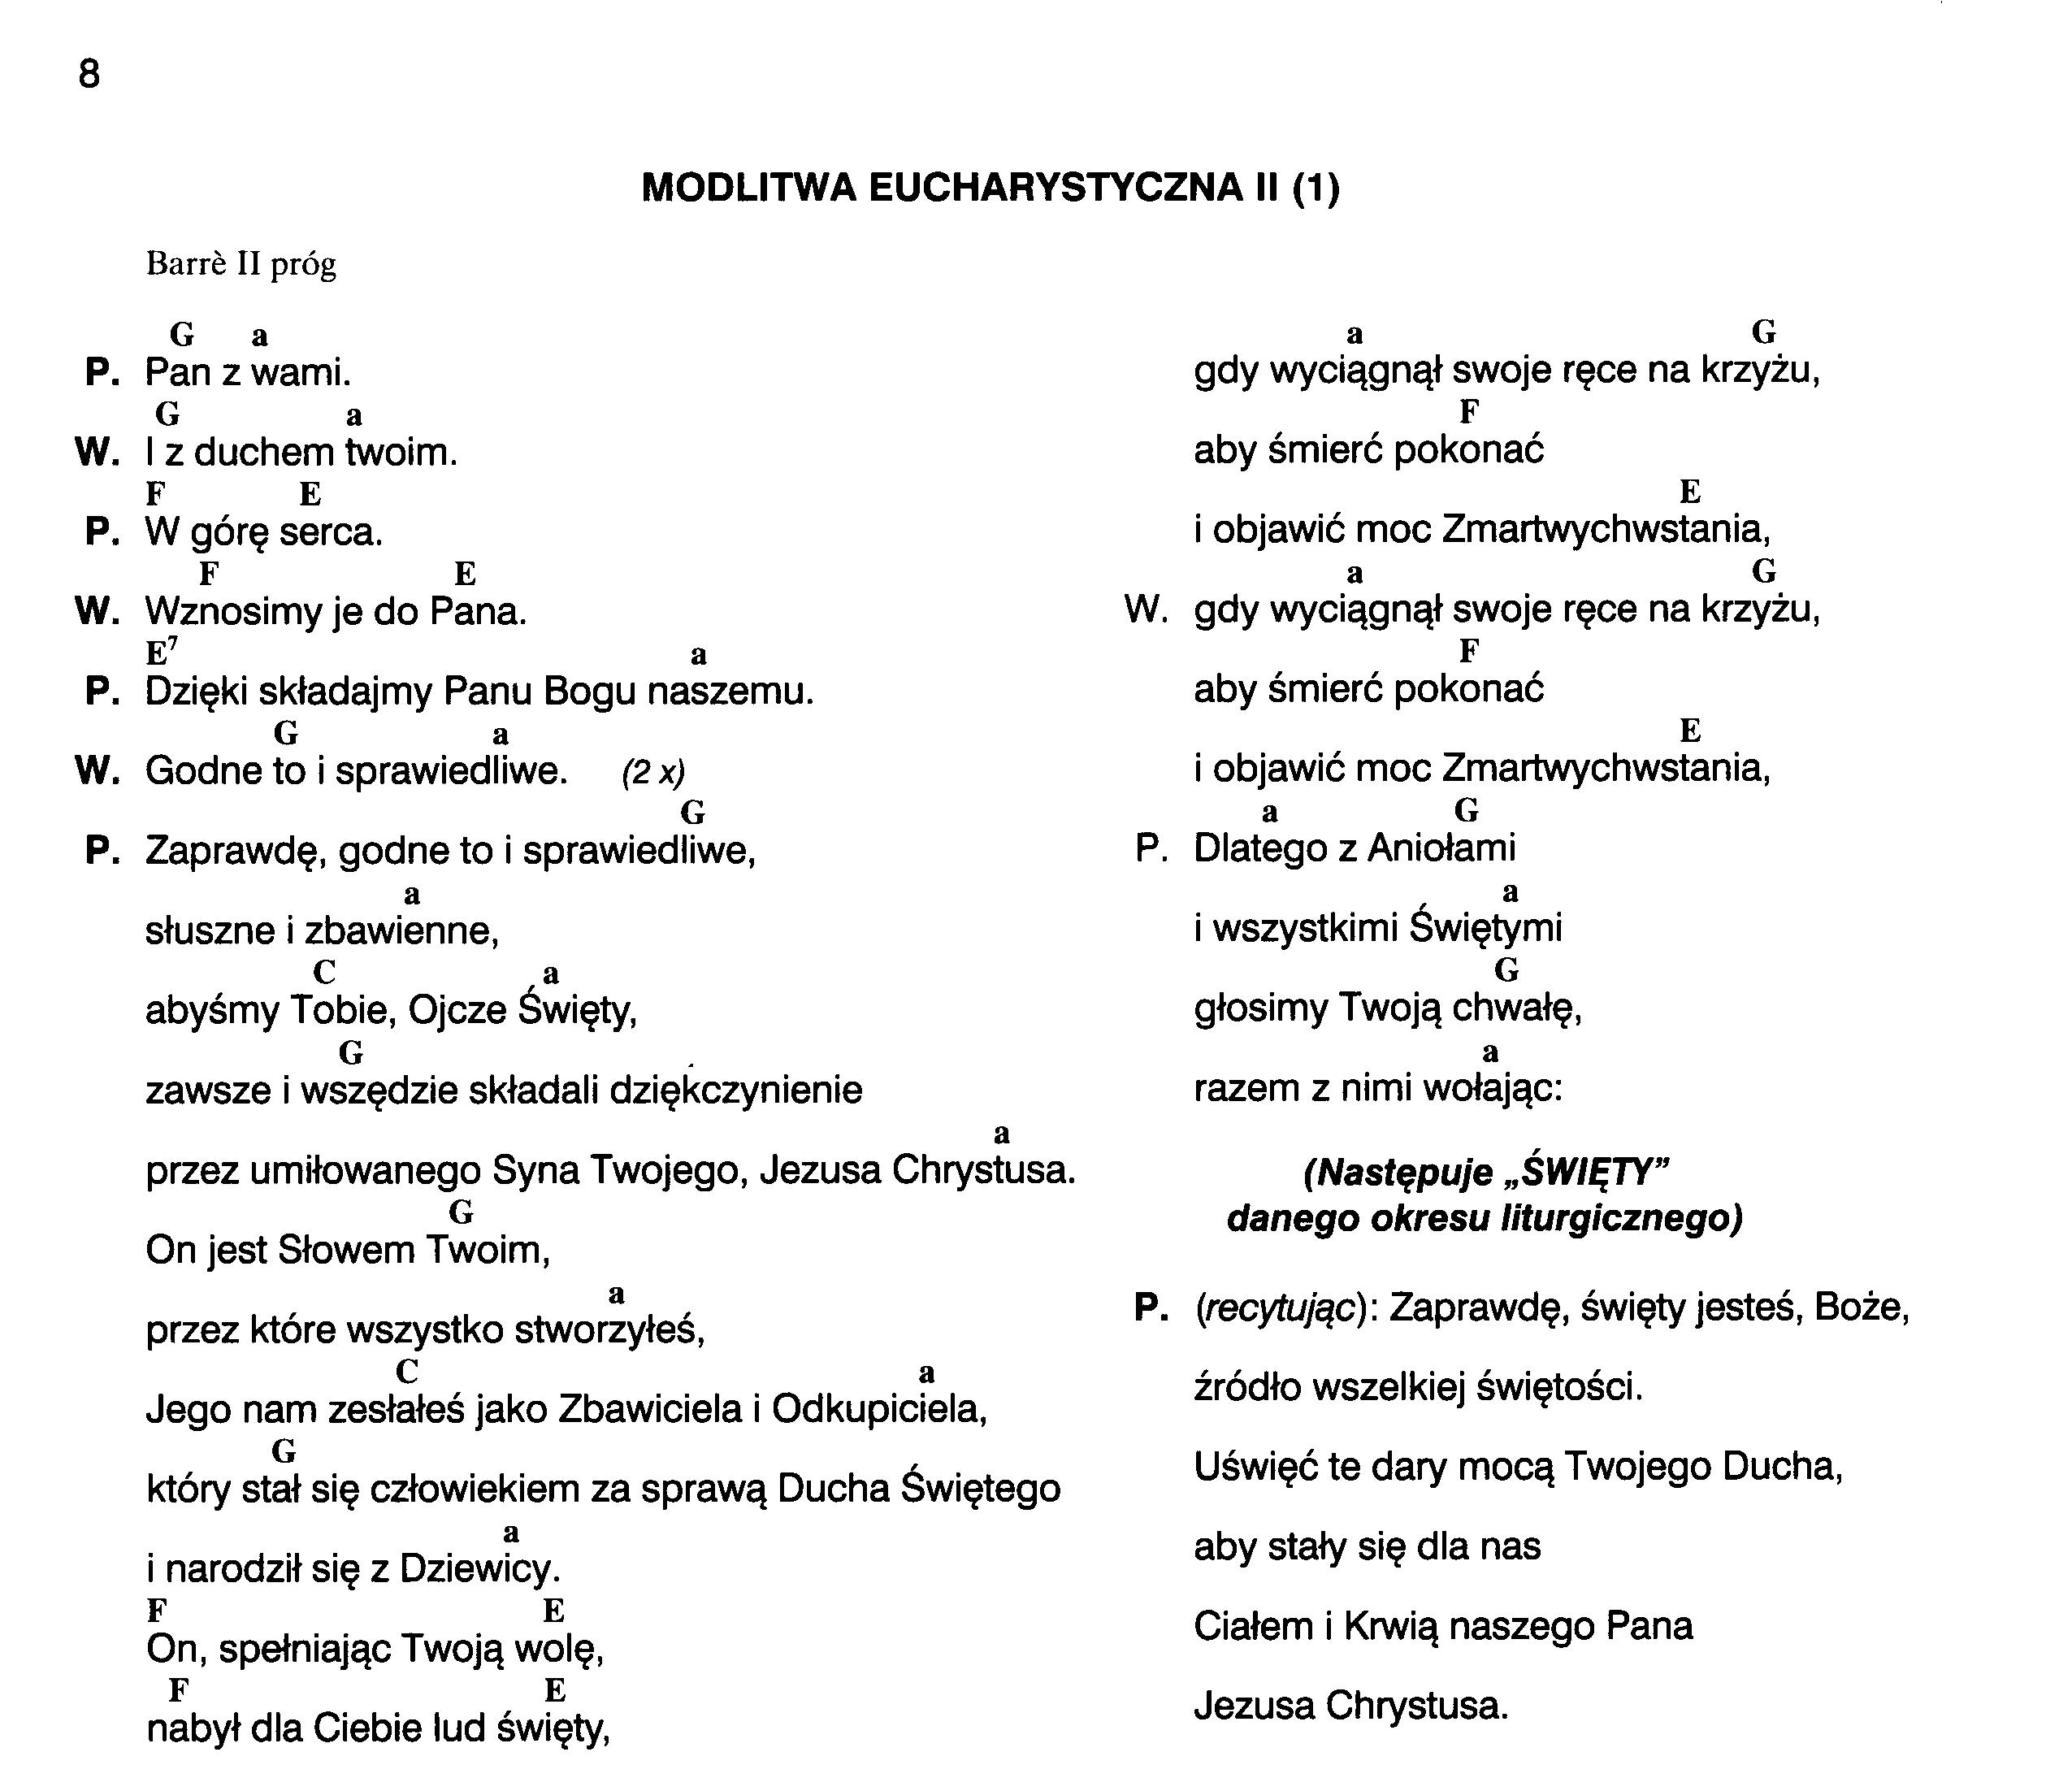 8
MODLITWA EUCHARYSTYCZNA II (1)
Barrè II próg
G a
P. Pan z wami.
G a
W. I z duchem twoim.
F E
P. W górę serca.
F E
W. Wznosimy je do Pana.
E7 a
P. Dzięki składajmy Panu Bogu naszemu.
G a
W. Godne to i sprawiedliwe. (2 x)
G
P. Zaprawdę, godne to i sprawiedliwe,
a
słuszne i zbawienne,
C a
abyśmy Tobie, Ojcze Święty,
G
zawsze i wszędzie składali dziękczynienie
a
przez umiłowanego Syna Twojego, Jezusa Chrystusa.
G
On jest Słowem Twoim,
a
przez które wszystko stworzyłeś,
C a
Jego nam zesłałeś jako Zbawiciela i Odkupiciela,
G
który stał się człowiekiem za sprawą Ducha Świętego
a
i narodził się z Dziewicy.
F E
On, spełniając Twoją wolę,
F E
nabył dla Ciebie lud święty,
a G
gdy wyciągnął swoje ręce na krzyżu,
F
aby śmierć pokonać
E
i objawić moc Zmartwychwstania,
a G
W. gdy wyciągnął swoje ręce na krzyżu,
F
aby śmierć pokonać
E
i objawić moc Zmartwychwstania,
a G
P. Dlatego z Aniołami
a
i wszystkimi Świętymi
G
głosimy Twoją chwałę,
a
razem z nimi wołając:
(Następuje „ŚWIĘTY”
danego okresu liturgicznego)
P. (recytując): Zaprawdę, święty jesteś, Boże,
źródło wszelkiej świętości.
Uświęć te dary mocą Twojego Ducha,
aby stały się dla nas
Ciałem i Krwią naszego Pana
Jezusa Chrystusa.